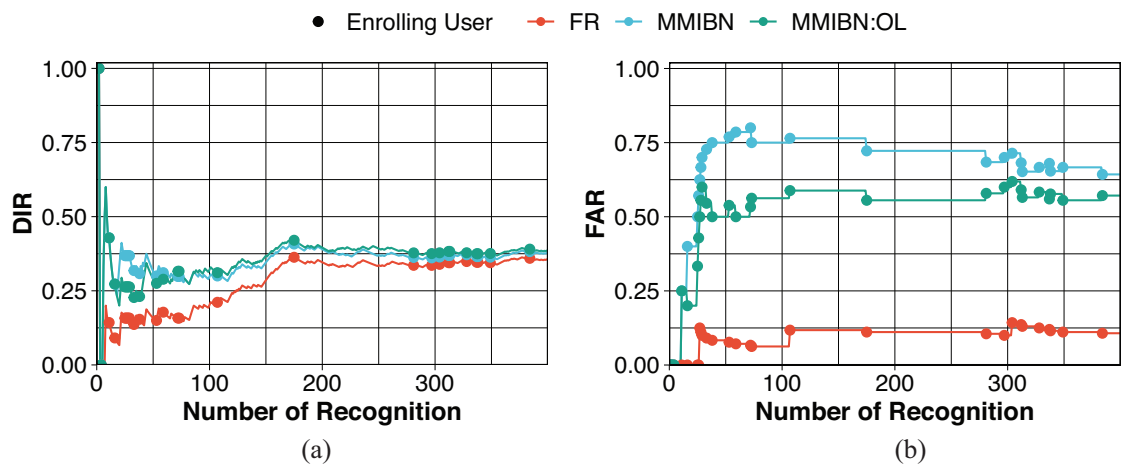 Enrolling User FR MMIBN MMIBN:OL
1.00
0.75
0.50
0.25
0.00
DIR
0 100 200 300
Number of Recognition
(a)
1.00
0.75
0.50
0.25
0.00
FAR
0 100 200 300
Number of Recognition
(b)